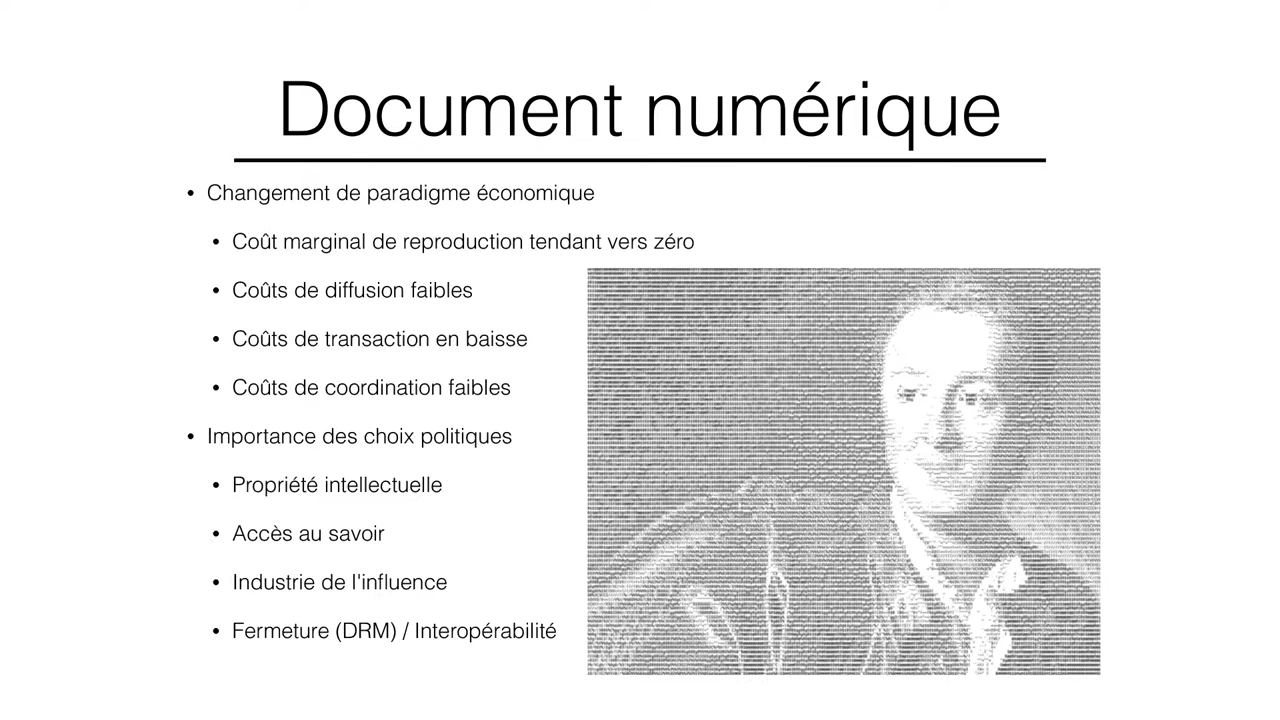 Document numérique
• Changement de paradigme économique
• Coût marginal de reproduction tendant vers zéro
• Coûts de diffusion faibles
• Coûts de transaction en baisse
• Coûts de coordination faibles
• Importance des choix politiques
• Propriété intellectuelle
• Accès au savoir
• Industrie de l'influence
• Fermeture (DRM) / Interopérabilité